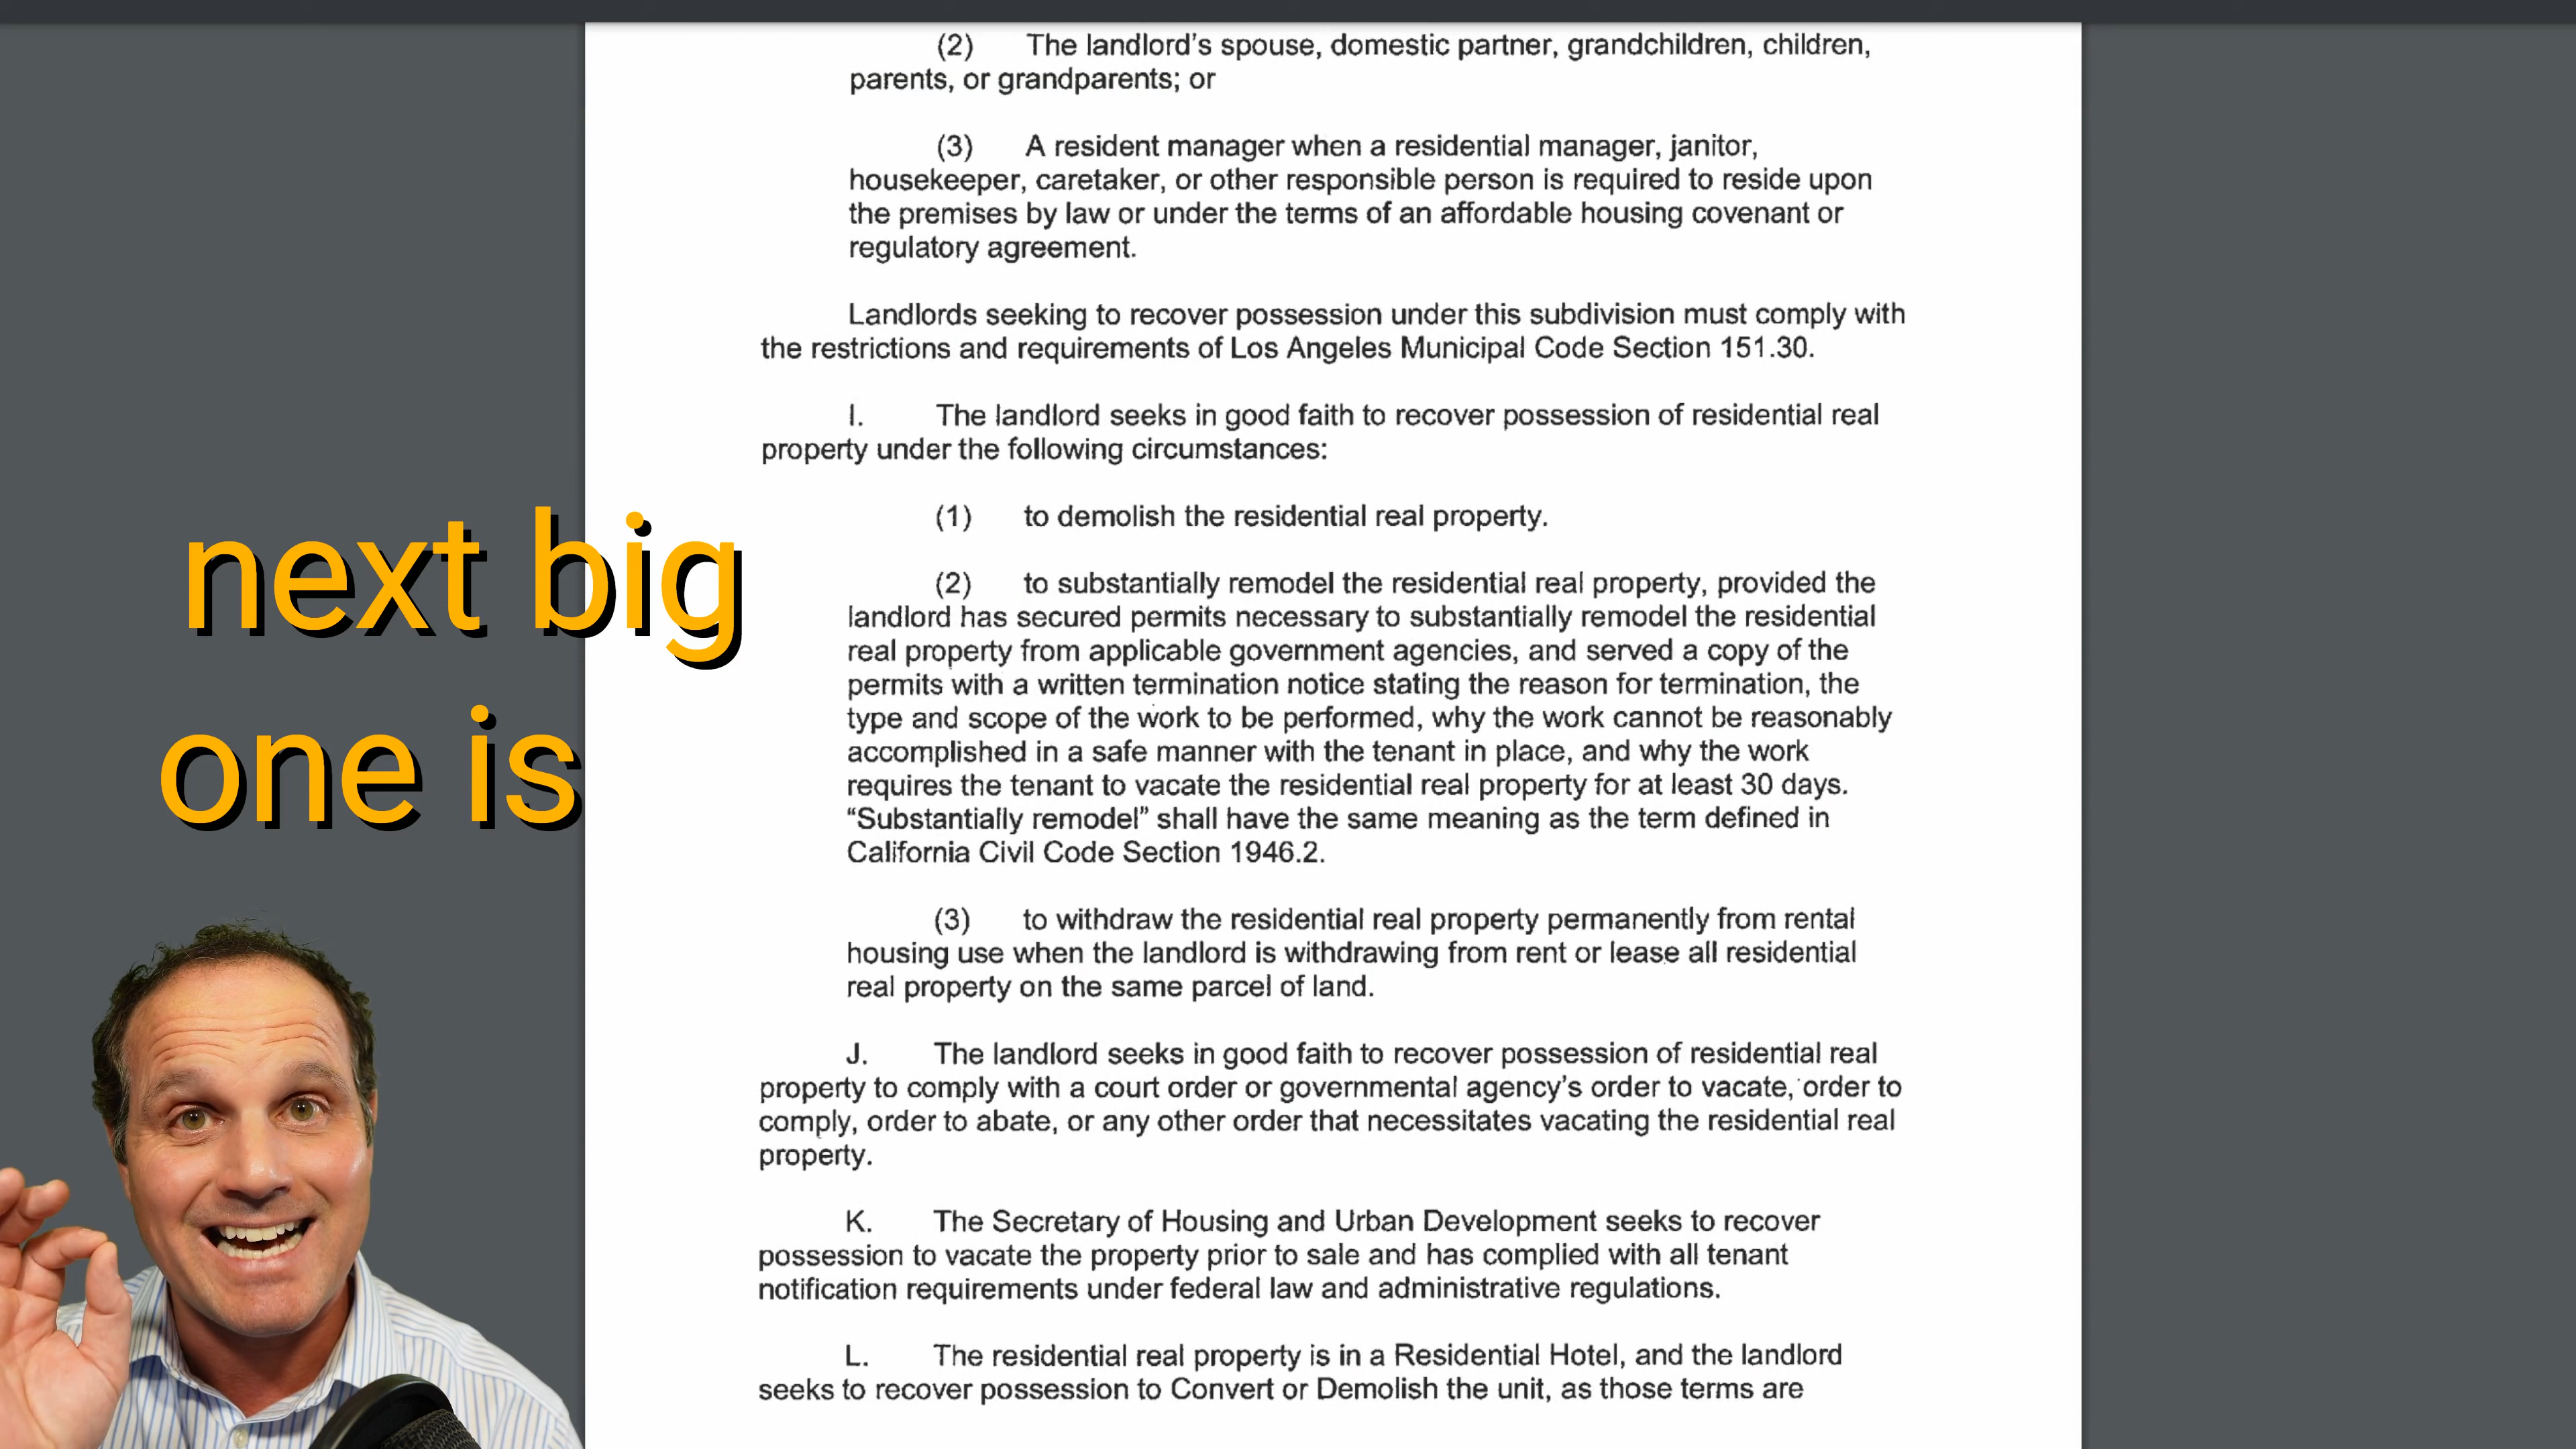 (2) The landlord's spouse, domestic partner, grandchildren, children,
parents, or grandparents; or
(3) A resident manager when a residential manager, janitor,
housekeeper, caretaker, or other responsible person is required to reside upon
the premises by law or under the terms of an affordable housing covenant or
regulatory agreement.
Landlords seeking to recover possession under this subdivision must comply with
the restrictions and requirements of Los Angeles Municipal Code Section 151.30.
I. The landlord seeks in good faith to recover possession of residential real
property under the following circumstances:
(1) to demolish the residential real property.
(2) to substantially remodel the residential real property, provided the
landlord has secured permits necessary to substantially remodel the residential
real property from applicable government agencies, and served a copy of the
permits with a written termination notice stating the reason for termination, the
type and scope of the work to be performed, why the work cannot be reasonably
accomplished in a safe manner with the tenant in place, and why the work
requires the tenant to vacate the residential real property for at least 30 days.
“Substantially remodel” shall have the same meaning as the term defined in
California Civil Code Section 1946.2.
(3) to withdraw the residential real property permanently from rental
housing use when the landlord is withdrawing from rent or lease all residential
real property on the same parcel of land.
J. The landlord seeks in good faith to recover possession of residential real
property to comply with a court order or governmental agency's order to vacate, order to
comply, order to abate, or any other order that necessitates vacating the residential real
property.
K. The Secretary of Housing and Urban Development seeks to recover
possession to vacate the property prior to sale and has complied with all tenant
notification requirements under federal law and administrative regulations.
L. The residential real property is in a Residential Hotel, and the landlord
seeks to recover possession to Convert or Demolish the unit, as those terms are
next big
one is